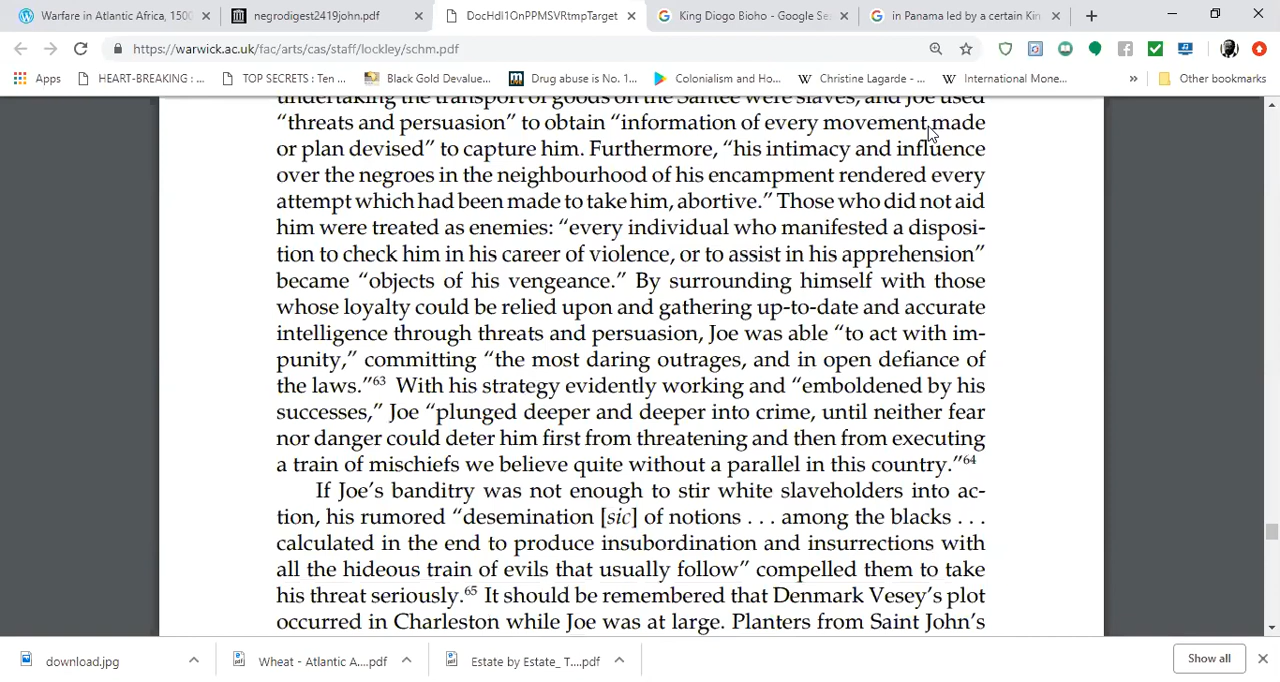 Warfare in Atlantic Africa, 1500
negrodigest2419john.pdf
DocHdl1OnPPMSVRtmpTarget
King Diogo Bioho - Google Se
in Panama led by a certain Kin
https://warwick.ac.uk/fac/arts/cas/staff/lockley/schm.pdf
Apps
HEART-BREAKING : ...
TOP SECRETS : Ten ...
Black Gold Devalue...
Drug abuse is No. 1...
Colonialism and Ho...
Christine Lagarde - ...
International Mone...
Other bookmarks
undertaking the transport of goods on the Santee were slaves, and Joe used
“threats and persuasion” to obtain “information of every movement made
or plan devised” to capture him. Furthermore, “his intimacy and influence
over the negroes in the neighbourhood of his encampment rendered every
attempt which had been made to take him, abortive.” Those who did not aid
him were treated as enemies: “every individual who manifested a disposi-
tion to check him in his career of violence, or to assist in his apprehension”
became “objects of his vengeance.” By surrounding himself with those
whose loyalty could be relied upon and gathering up-to-date and accurate
intelligence through threats and persuasion, Joe was able “to act with im-
punity,” committing “the most daring outrages, and in open defiance of
the laws.”63 With his strategy evidently working and “emboldened by his
successes,” Joe “plunged deeper and deeper into crime, until neither fear
nor danger could deter him first from threatening and then from executing
a train of mischiefs we believe quite without a parallel in this country.”64
If Joe’s banditry was not enough to stir white slaveholders into ac-
tion, his rumored “desemination [sic] of notions . . . among the blacks . . .
calculated in the end to produce insubordination and insurrections with
all the hideous train of evils that usually follow” compelled them to take
his threat seriously.65 It should be remembered that Denmark Vesey’s plot
occurred in Charleston while Joe was at large. Planters from Saint John’s
download.jpg
Wheat - Atlantic A....pdf
Estate by Estate_ T....pdf
Show all